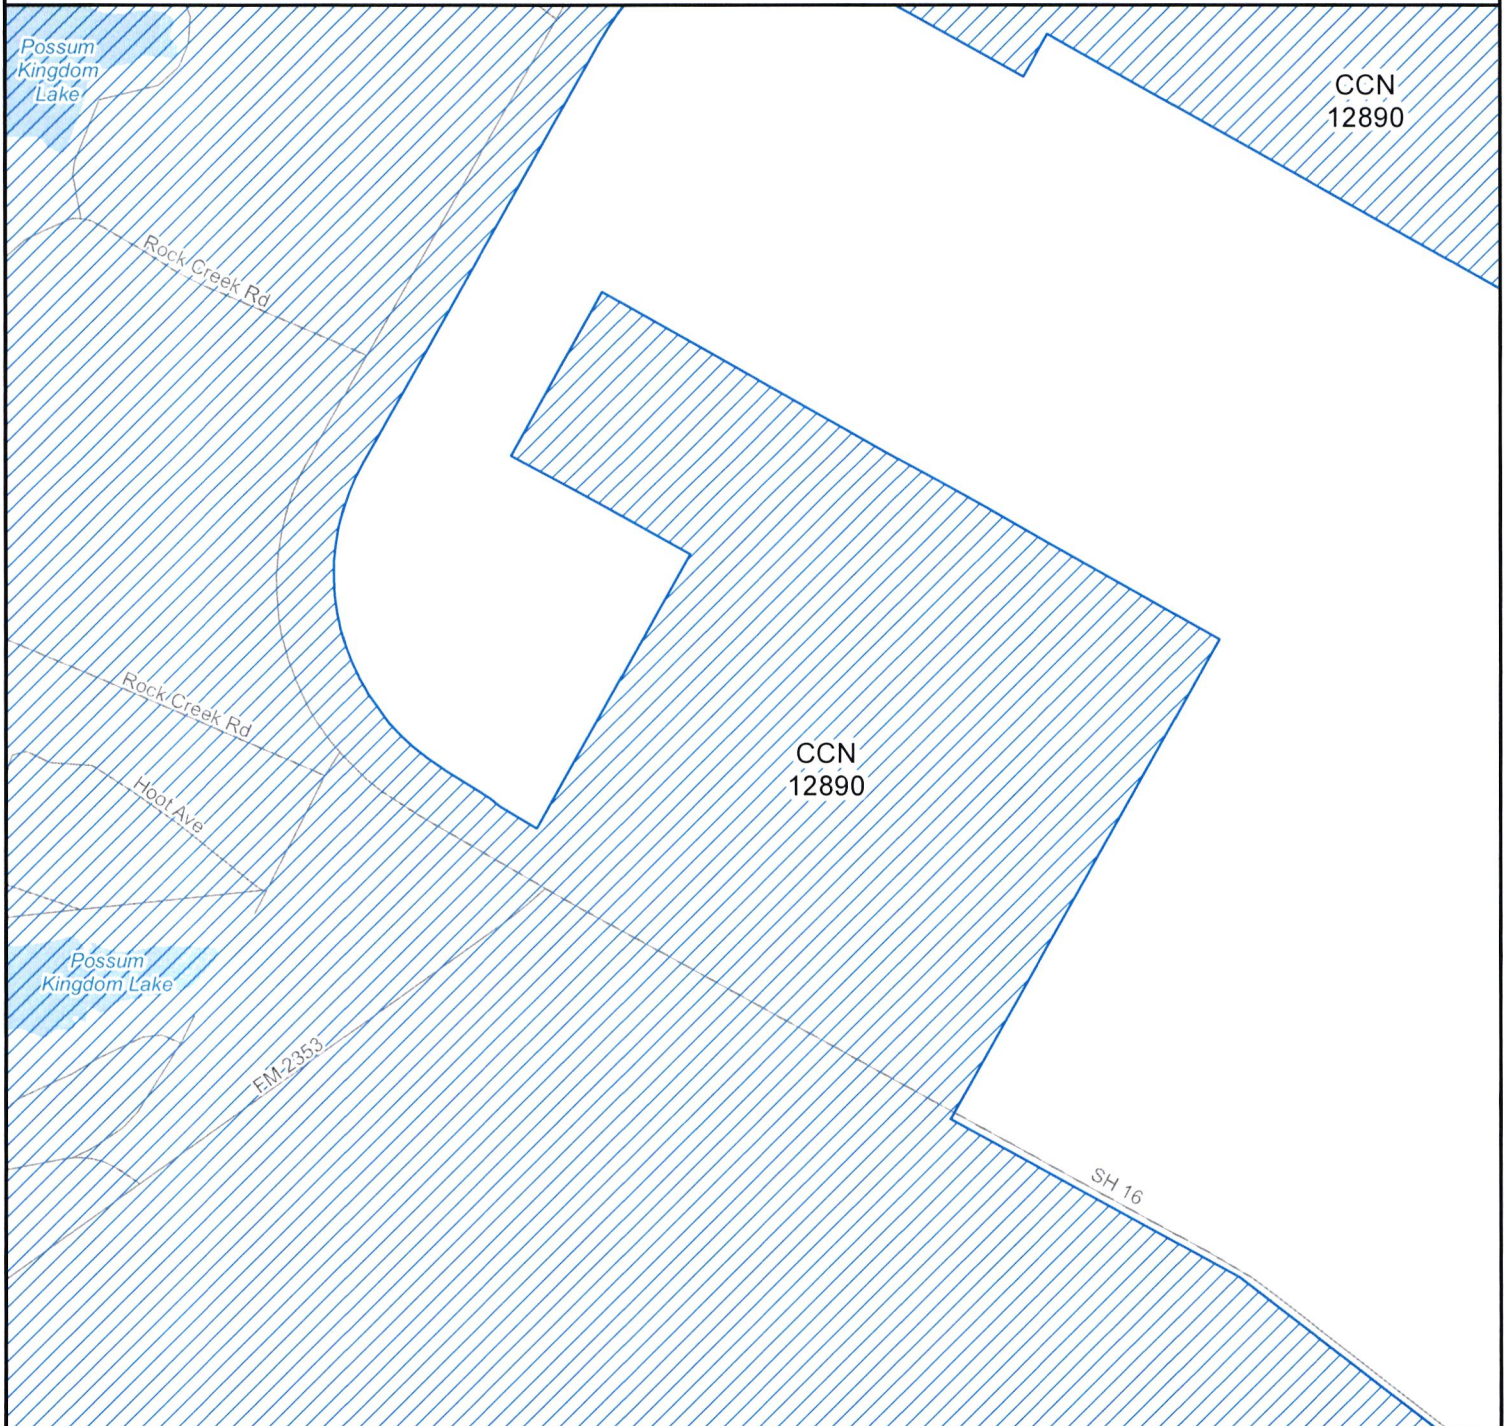 Possum
Kingdom
Lake
CCN
12890
Rock Creek Rd
Rock Creek Rd
CCN
12890
Hoot Ave
Possum
Kingdom Lake
FM-2353
SH 16